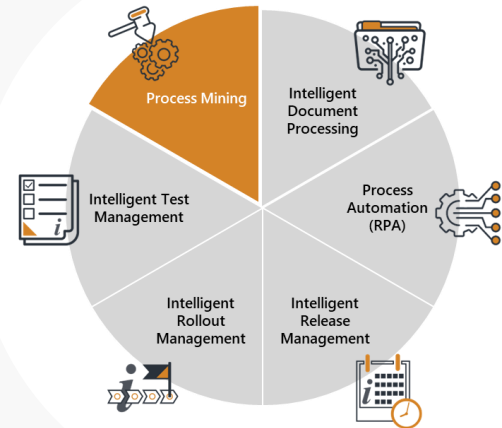 Process Mining
Intelligent
Document
Processing
Process
Automation
(RPA)
Intelligent
Release
Management
Intelligent
Rollout
Management
Intelligent Test
Management
i
i
i